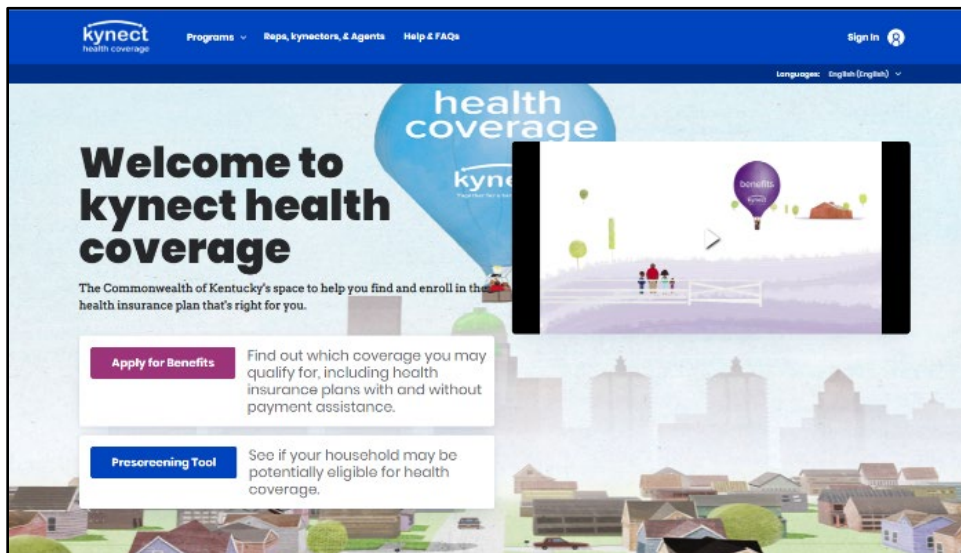 kynect
health coverage
Programs
Reps, kynectors, & Agents
Help & FAQs
Sign In
Languages: English (English)
health
coverage
kyne
Welcome to
kynect health
coverage
The Commonwealth of Kentucky's space to help you find and enroll in the
health insurance plan that's right for you.
benefits
kynect
Apply for Benefits
Find out which coverage you may
qualify for, including health
insurance plans with and without
payment assistance.
Prescreening Tool
See if your household may be
potentially eligible for health
coverage.